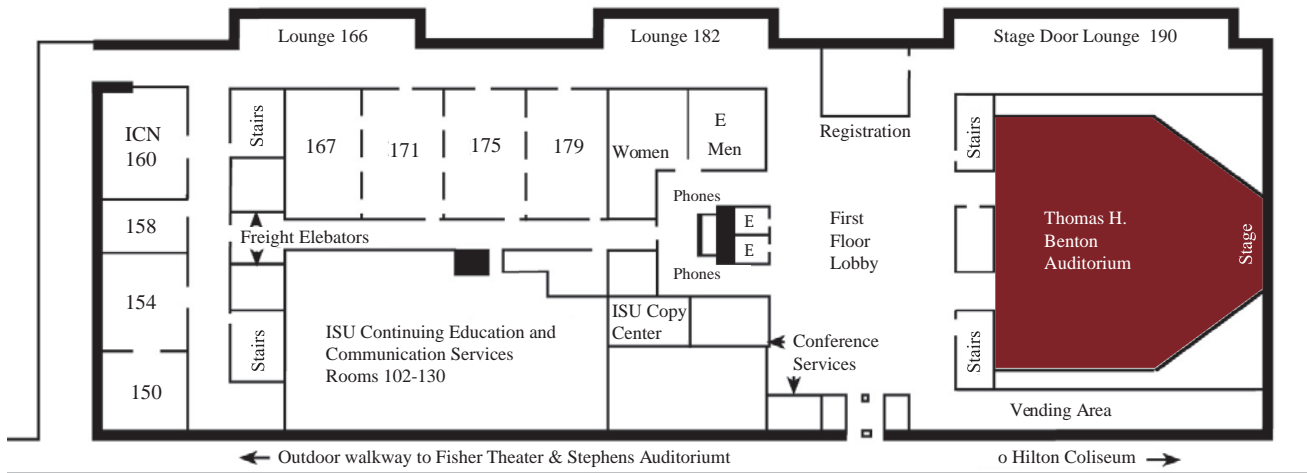 Lounge 166
Lounge 182
Stage Door Lounge 190
ICN
160
Stairs
167
171
175
179
Women
E
Men
Registration
Stairs
158
Freight Elebators
Phones
E
E
Phones
First
Floor
Lobby
Thomas H.
Benton
Auditorium
Stage
154
Stairs
ISU Continuing Education and
Communication Services
Rooms 102-130
ISU Copy
Center
Conference
Services
Stairs
150
Vending Area
Outdoor walkway to Fisher Theater & Stephens Auditoriumt
o Hilton Coliseum